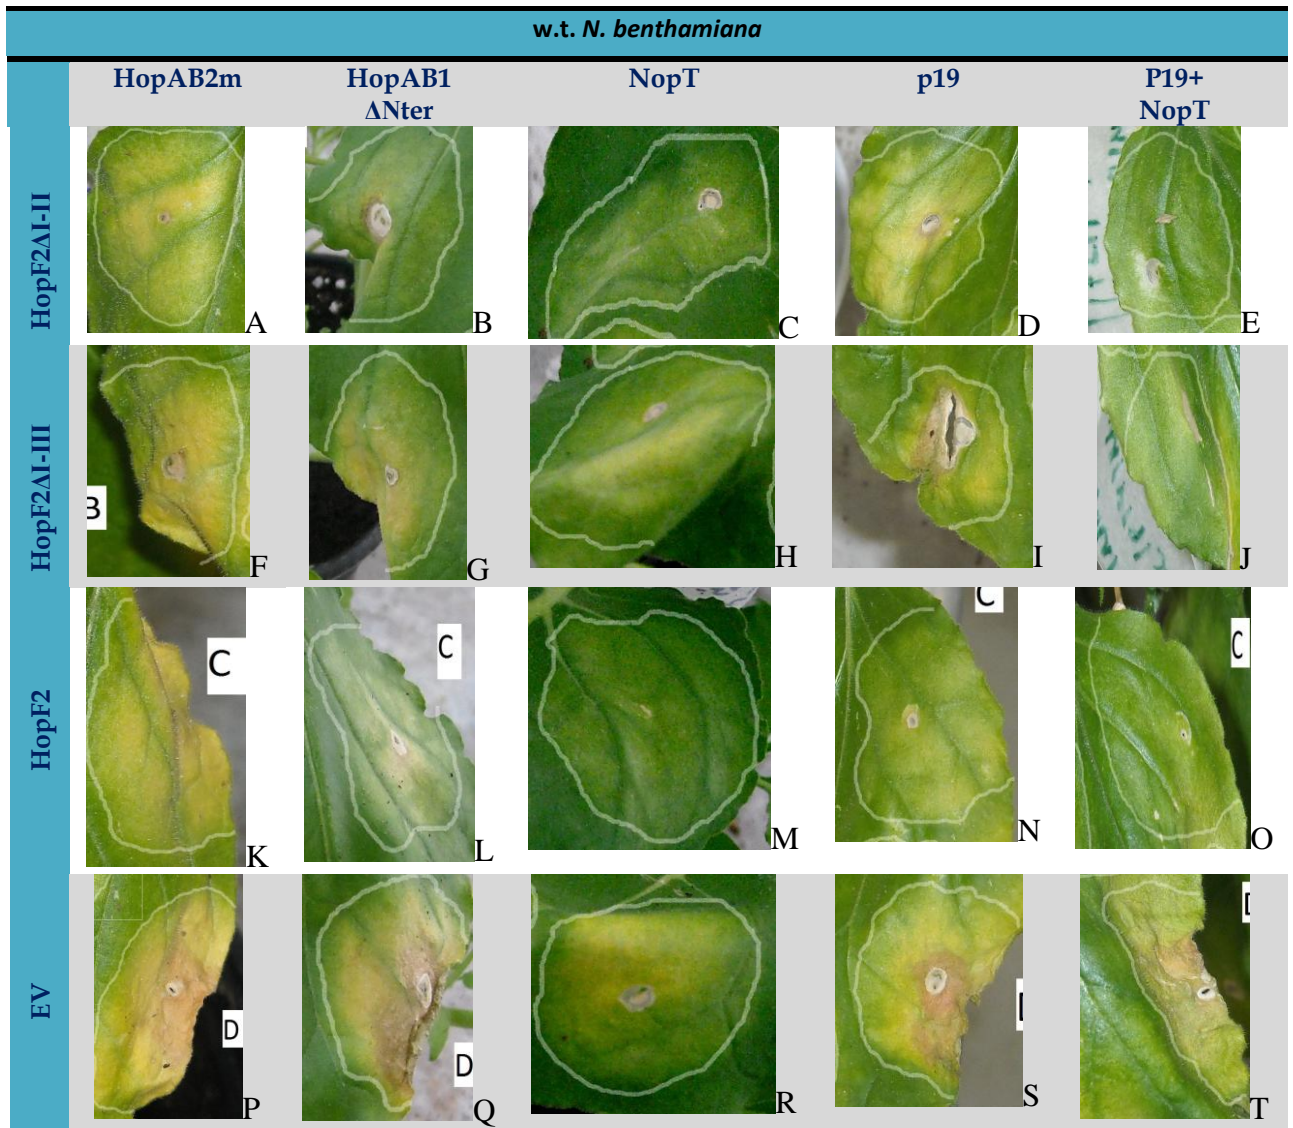 w.t. N. benthamiana
HopAB2m
HopAB1
ΔNter
NopT
p19
P19+
NopT
HopF2ΔI-II
A
B
C
D
E
HopF2ΔI-III
B
F
G
H
I
J
HopF2
C
K
C
L
M
C
N
C
O
EV
D
P
D
Q
R
S
T